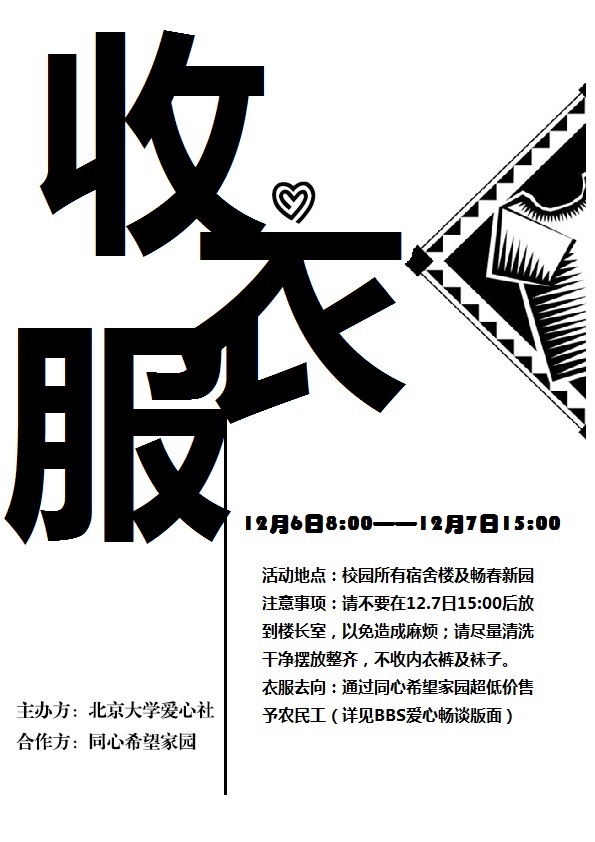 收
衣
服
12月6日8:00——12月7日15:00
活动地点：校园所有宿舍楼及畅春新园
注意事项：请不要在12.7日15:00后放
到楼长室，以免造成麻烦；请尽量清洗
干净摆放整齐，不收内衣裤及袜子。
衣服去向：通过同心希望家园超低价售
予农民工（详见BBS爱心畅谈版面）
主办方：北京大学爱心社
合作方：同心希望家园